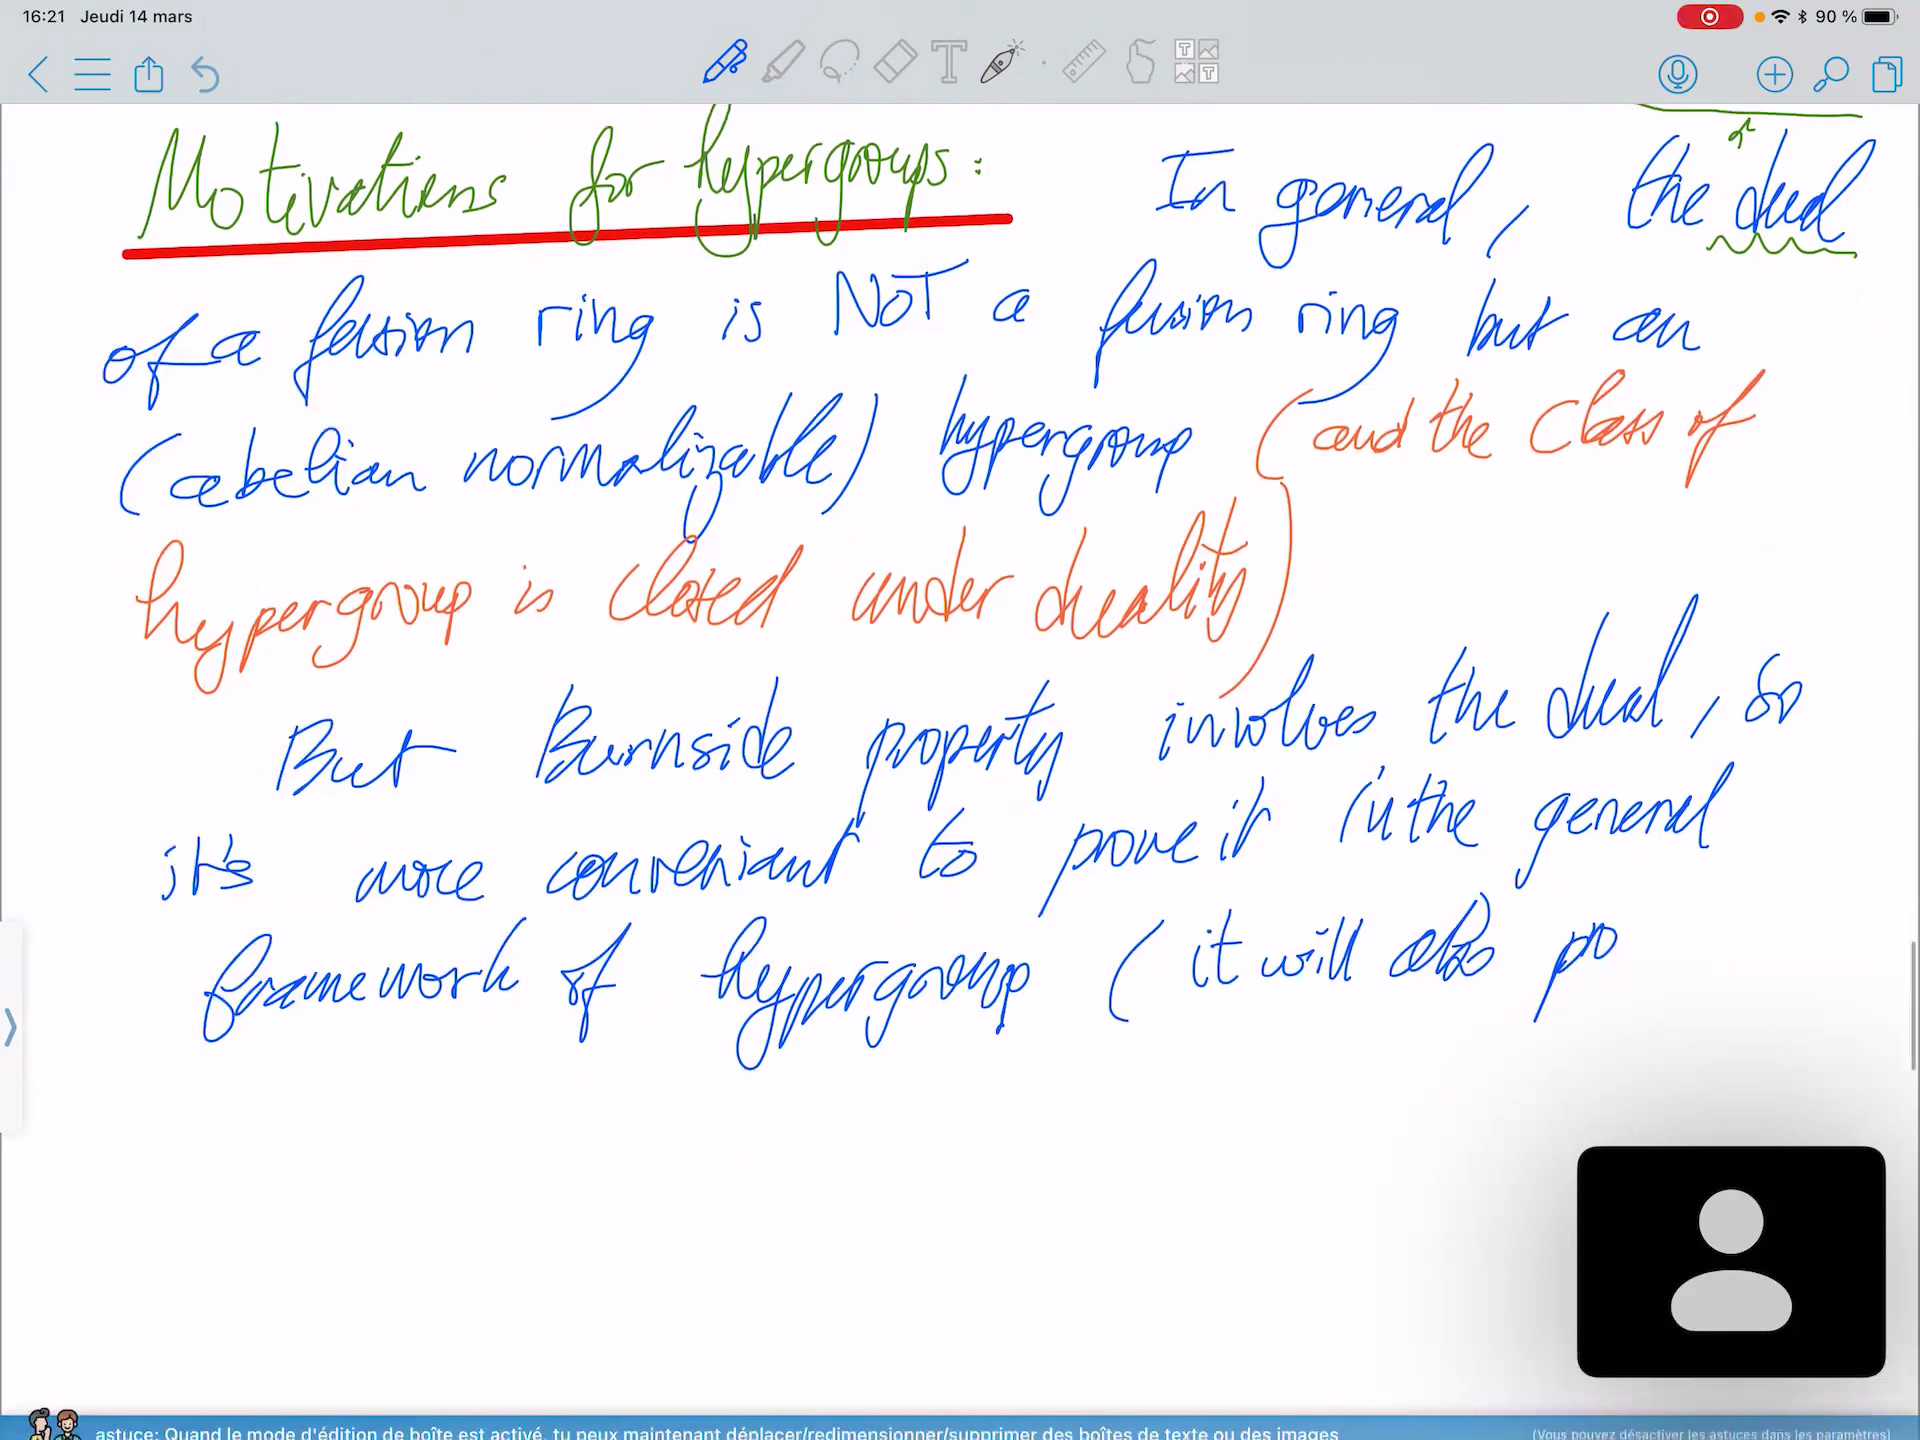 16:21 Jeudi 14 mars
90 %
Motivations for hypergroups: In general, the dual
of a fusion ring is NOT a fusion ring but an
(abelian normalizable) hypergroup (and the class of
hypergroup is closed under duality)
But Burnside property involves the dual, so
it's more convenient to prove it in the general
framework of hypergroup (it will also po
astuce: Quand le mode d'édition de boîte est activé, tu peux maintenant déplacer/redimensionner/supprimer des boîtes de texte ou des images
(Vous pouvez désactiver les astuces dans les paramètres)